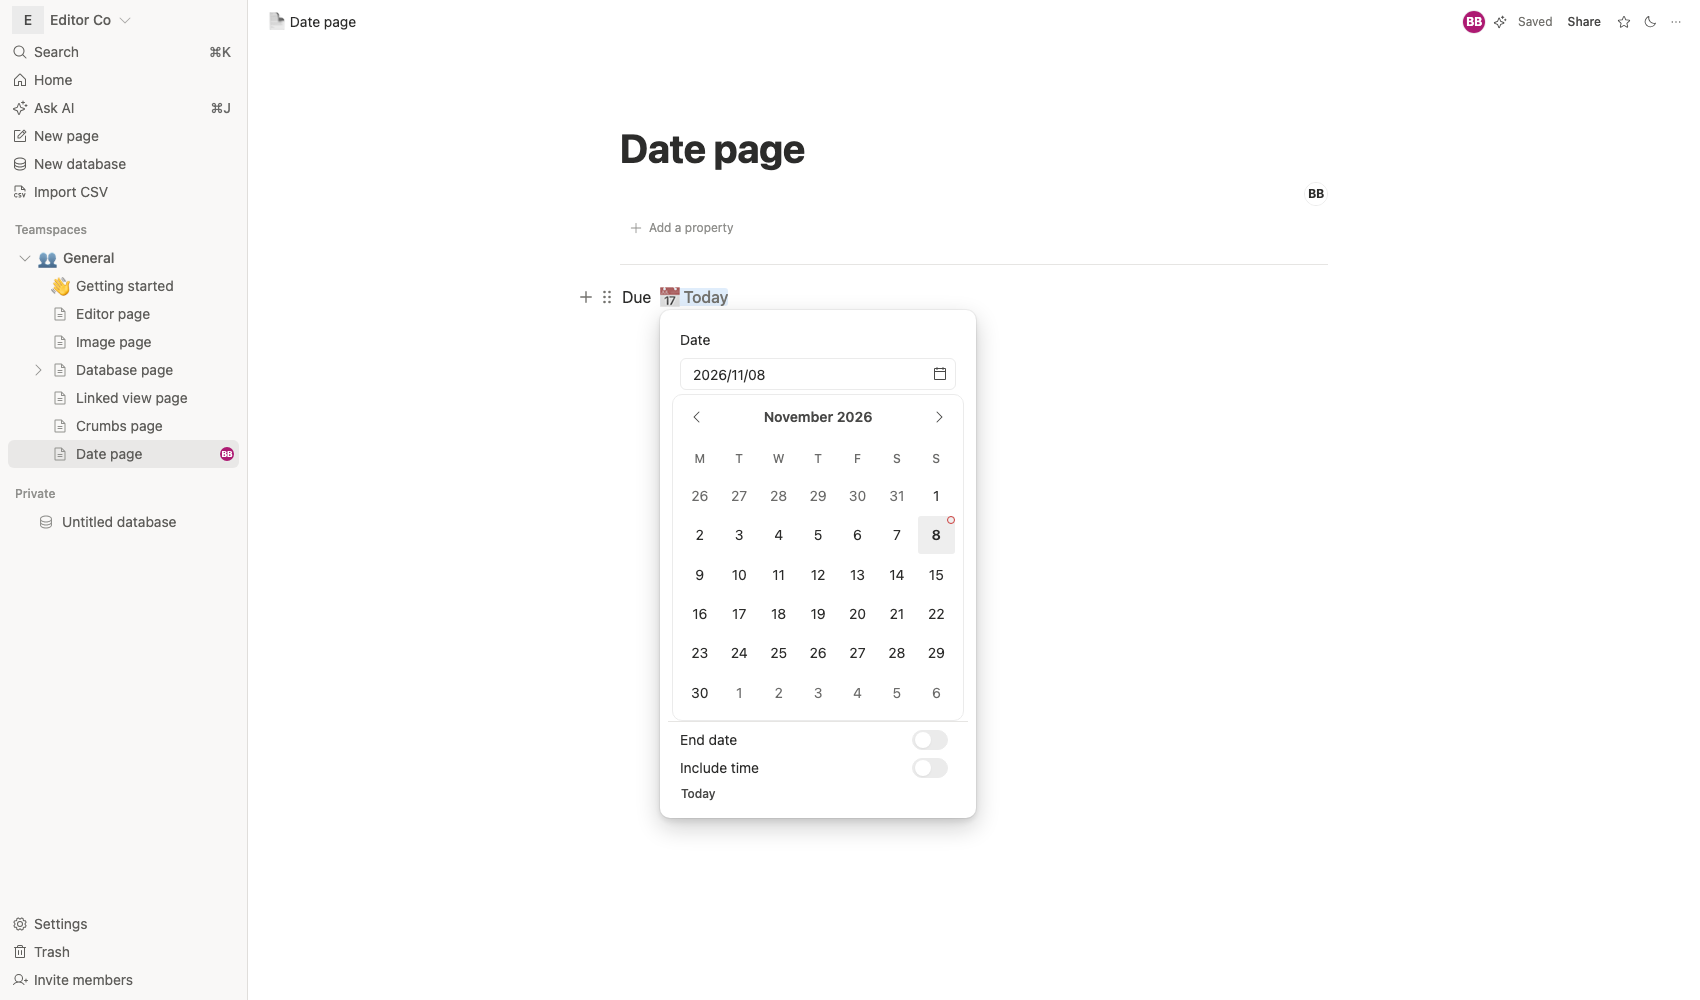 E Editor Co
Search ⌘K
Home
Ask AI ⌘J
New page
New database
CSV Import CSV
Teamspaces
General
Getting started
Editor page
Image page
Database page
Linked view page
Crumbs page
Date page BB
Private
Untitled database
Settings
Trash
Invite members
Date page
BB Saved Share
Date page
BB
Add a property
Due 📅 Today
Date
2026/11/08
November 2026
M T W T F S S
26 27 28 29 30 31 1
2 3 4 5 6 7 8
9 10 11 12 13 14 15
16 17 18 19 20 21 22
23 24 25 26 27 28 29
30 1 2 3 4 5 6
End date
Include time
Today